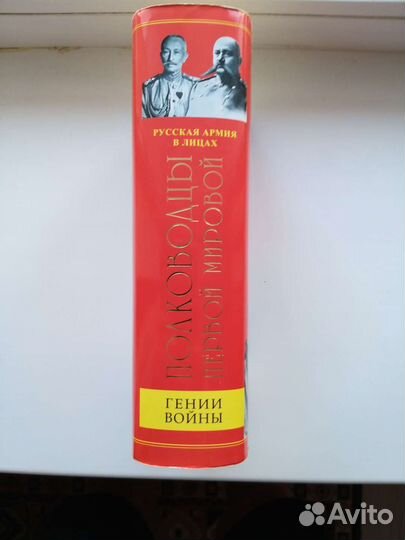 РУССКАЯ АРМИЯ
В ЛИЦАХ
ПОЛКОВОДЦЫ
ПЕРВОЙ МИРОВОЙ
ГЕНИИ
ВОЙНЫ
Avito